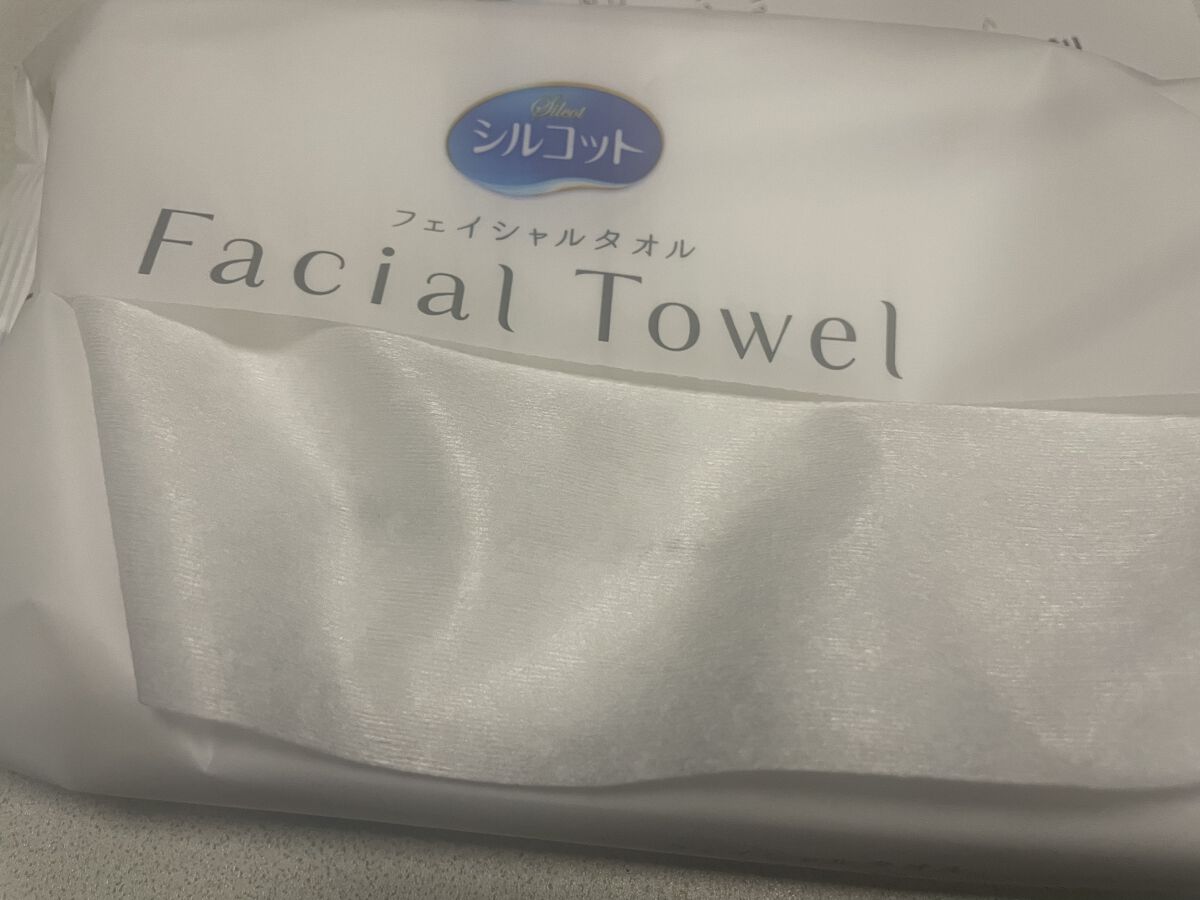 Silcot
シルコット
フェイシャルタオル
Facial Towel